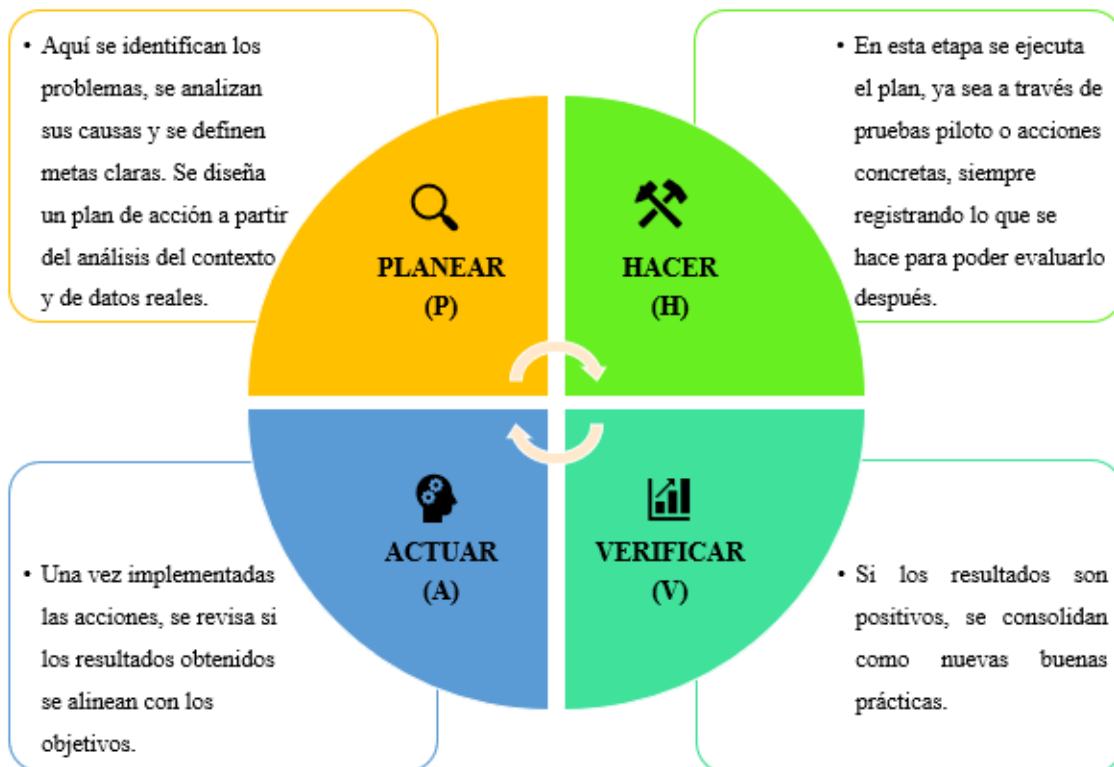 • Aquí se identifican los
problemas, se analizan
sus causas y se definen
metas claras. Se diseña
un plan de acción a partir
del análisis del contexto
y de datos reales.
• En esta etapa se ejecuta
el plan, ya sea a través de
pruebas piloto o acciones
concretas, siempre
registrando lo que se
hace para poder evaluarlo
después.
PLANEAR
(P)
HACER
(H)
ACTUAR
(A)
VERIFICAR
(V)
• Una vez implementadas
las acciones, se revisa si
los resultados obtenidos
se alinean con los
objetivos.
• Si los resultados son
positivos, se consolidan
como nuevas buenas
prácticas.